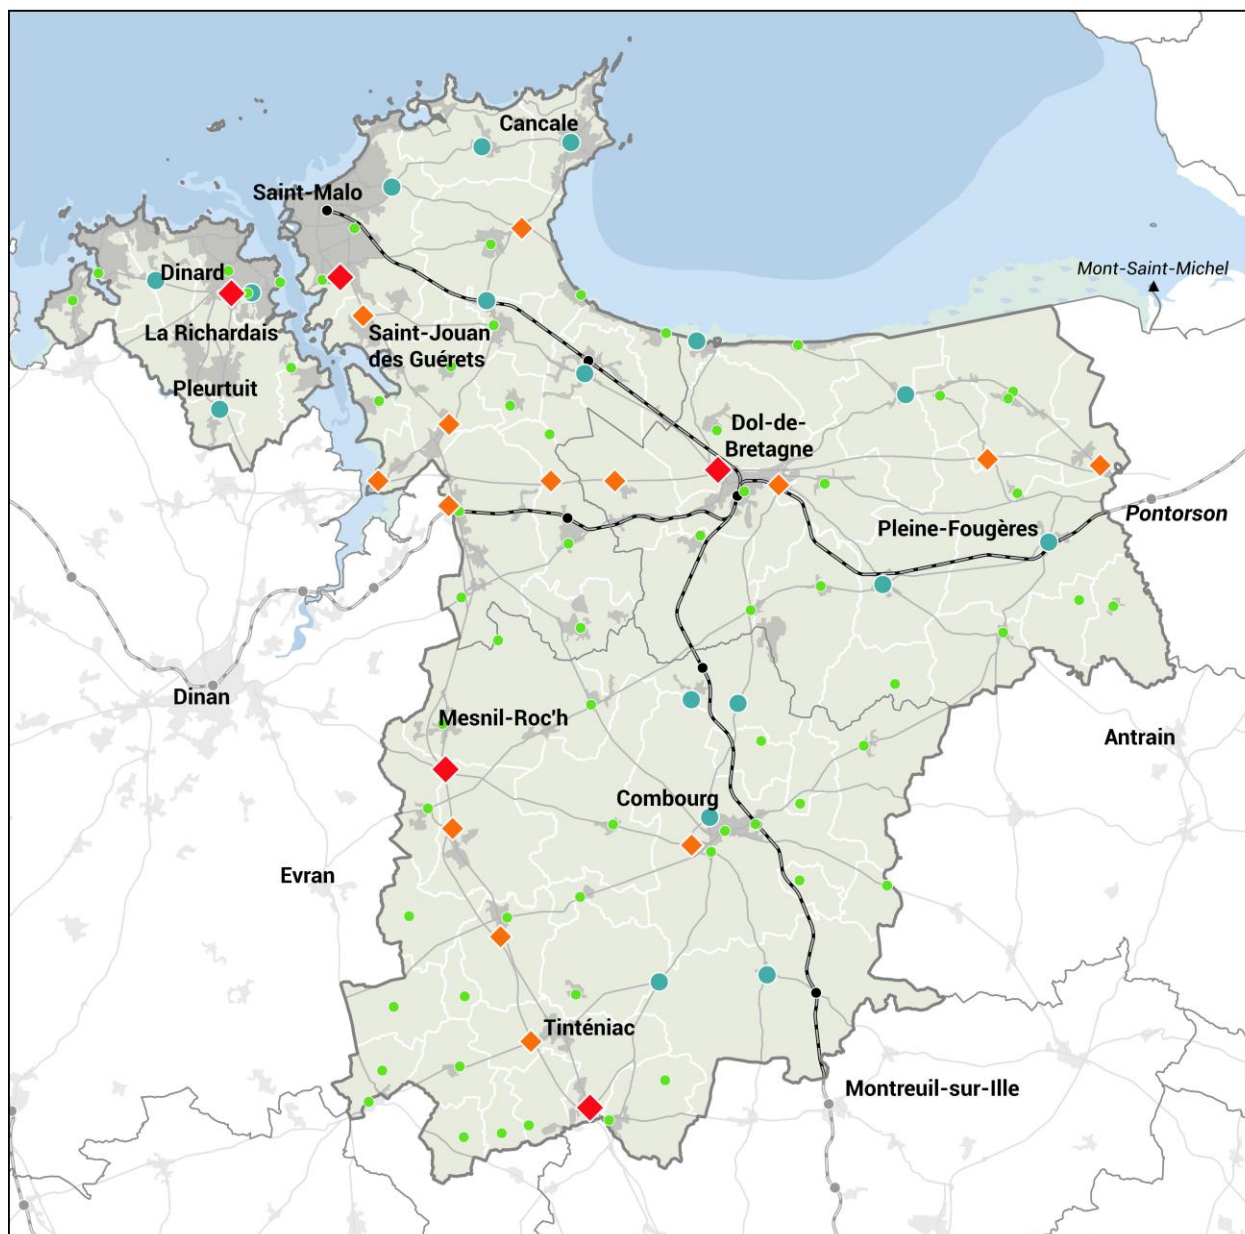 Cancale
Saint-Malo
Dinard
Mont-Saint-Michel
La Richardais
Saint-Jouan
des Guérets
Pleurtuit
Dol-de-
Bretagne
Pleine-Fougères
Pontorson
Dinan
Mesnil-Roc'h
Antrain
Combourg
Evran
Tinténiac
Montreuil-sur-Ille